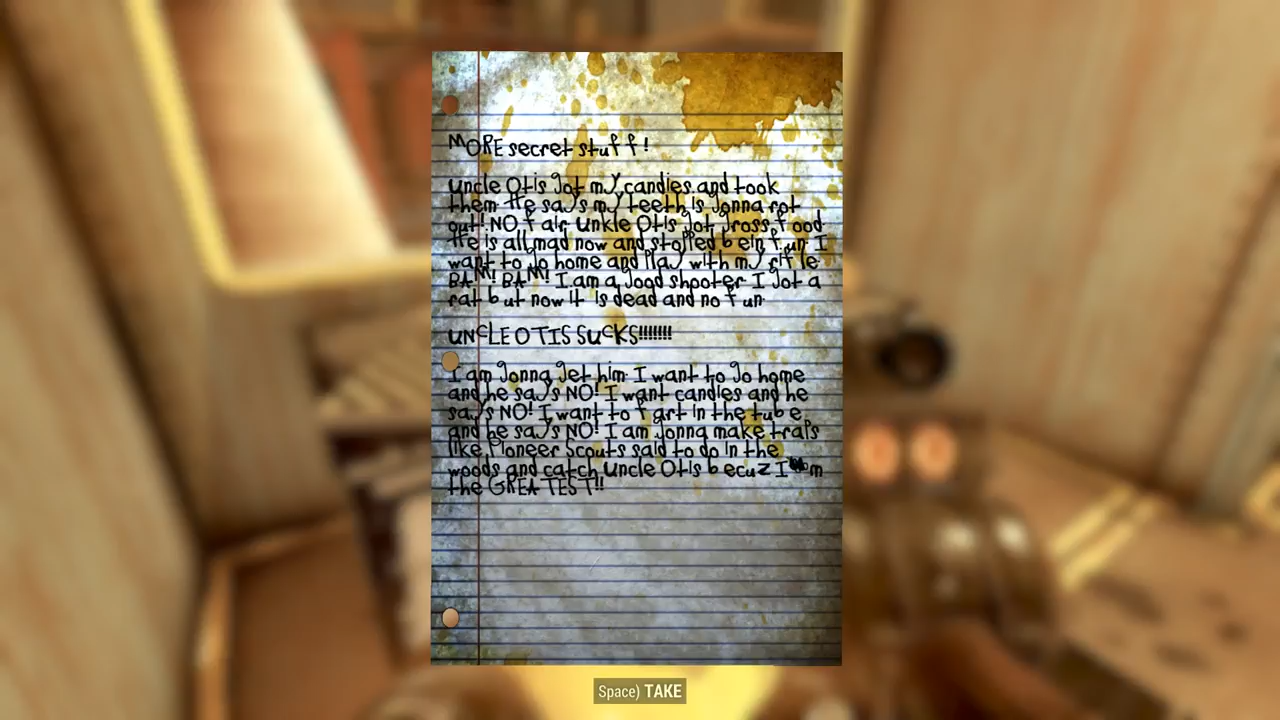 MORE secret stuff!
Uncle Otis got my candies and took
them. He says my teeth is gonna rot
out! NO fair. Unkle Otis got gross food.
He is all mad now and stopped bein fun. I
want to go home and play with my rifle.
BAM! BAM! I am a good shooter. I got a
rat but now it is dead and no fun.
UNCLE OTIS SUCKS!!!!!!!
I am gonna get him. I want to go home
and he says NO! I want candies and he
says NO! I want to fart in the tube
and he says NO! I am gonna make traps
like Pioneer Scouts said to do in the
woods and catch Uncle Otis becuz I m
the GREATEST!!
Space) TAKE